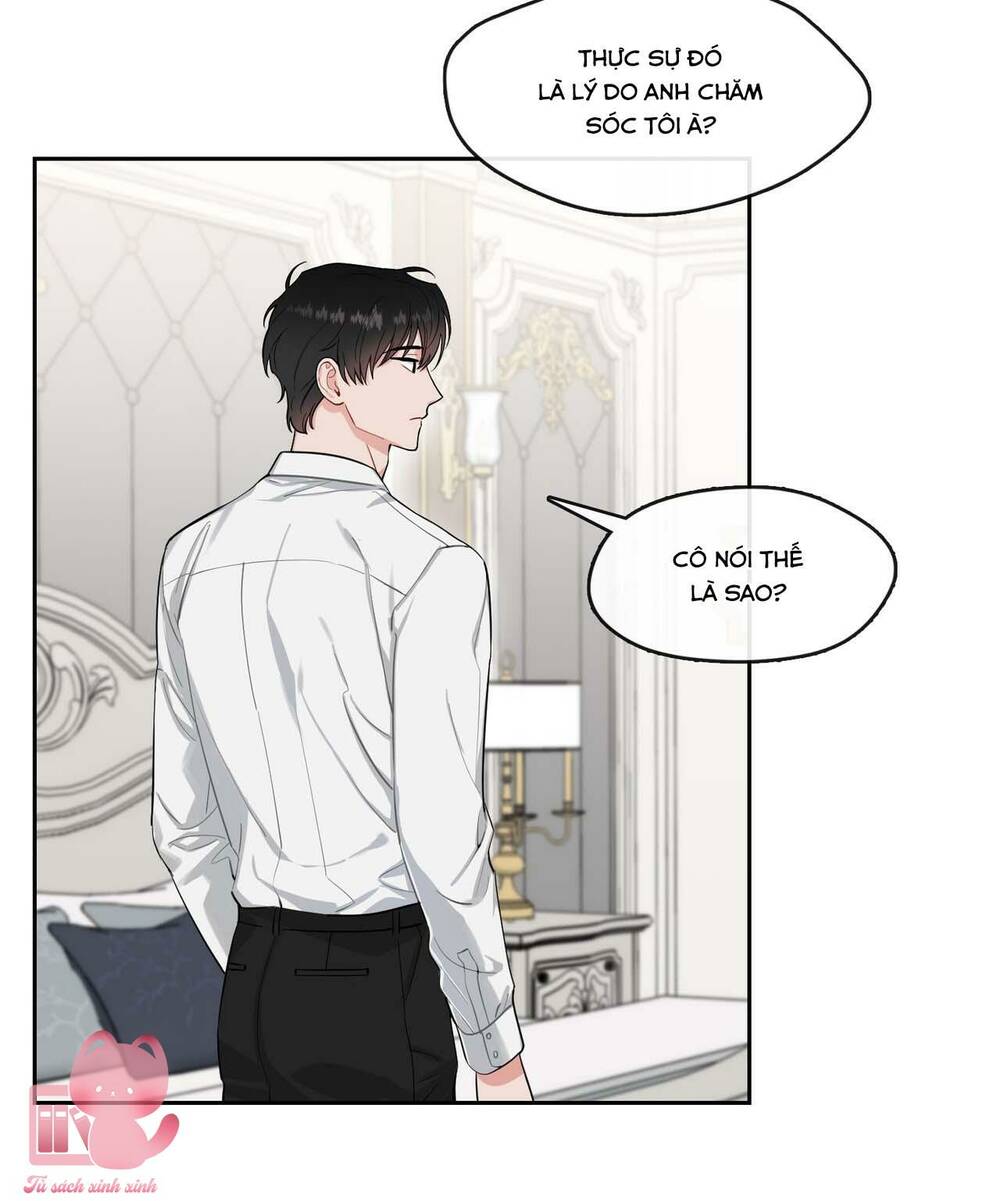 THỰC SỰ ĐÓ
LÀ LÝ DO ANH CHĂM
SÓC TÔI À?
CÔ NÓI THẾ
LÀ SAO?
Tủ sách xinh xinh